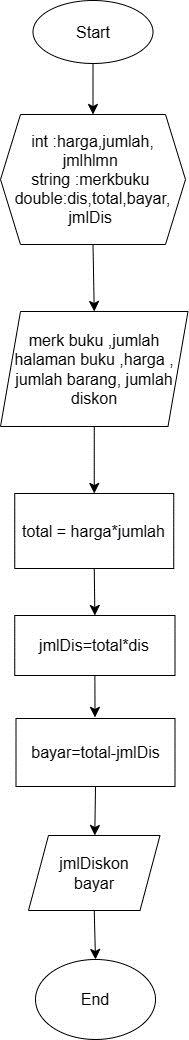 Start
int :harga,jumlah,
jmlhlmn
string :merkbuku
double:dis,total,bayar,
jmlDis
merk buku ,jumlah
halaman buku ,harga ,
jumlah barang, jumlah
diskon
total = harga*jumlah
jmlDis=total*dis
bayar=total-jmlDis
jmlDiskon
bayar
End